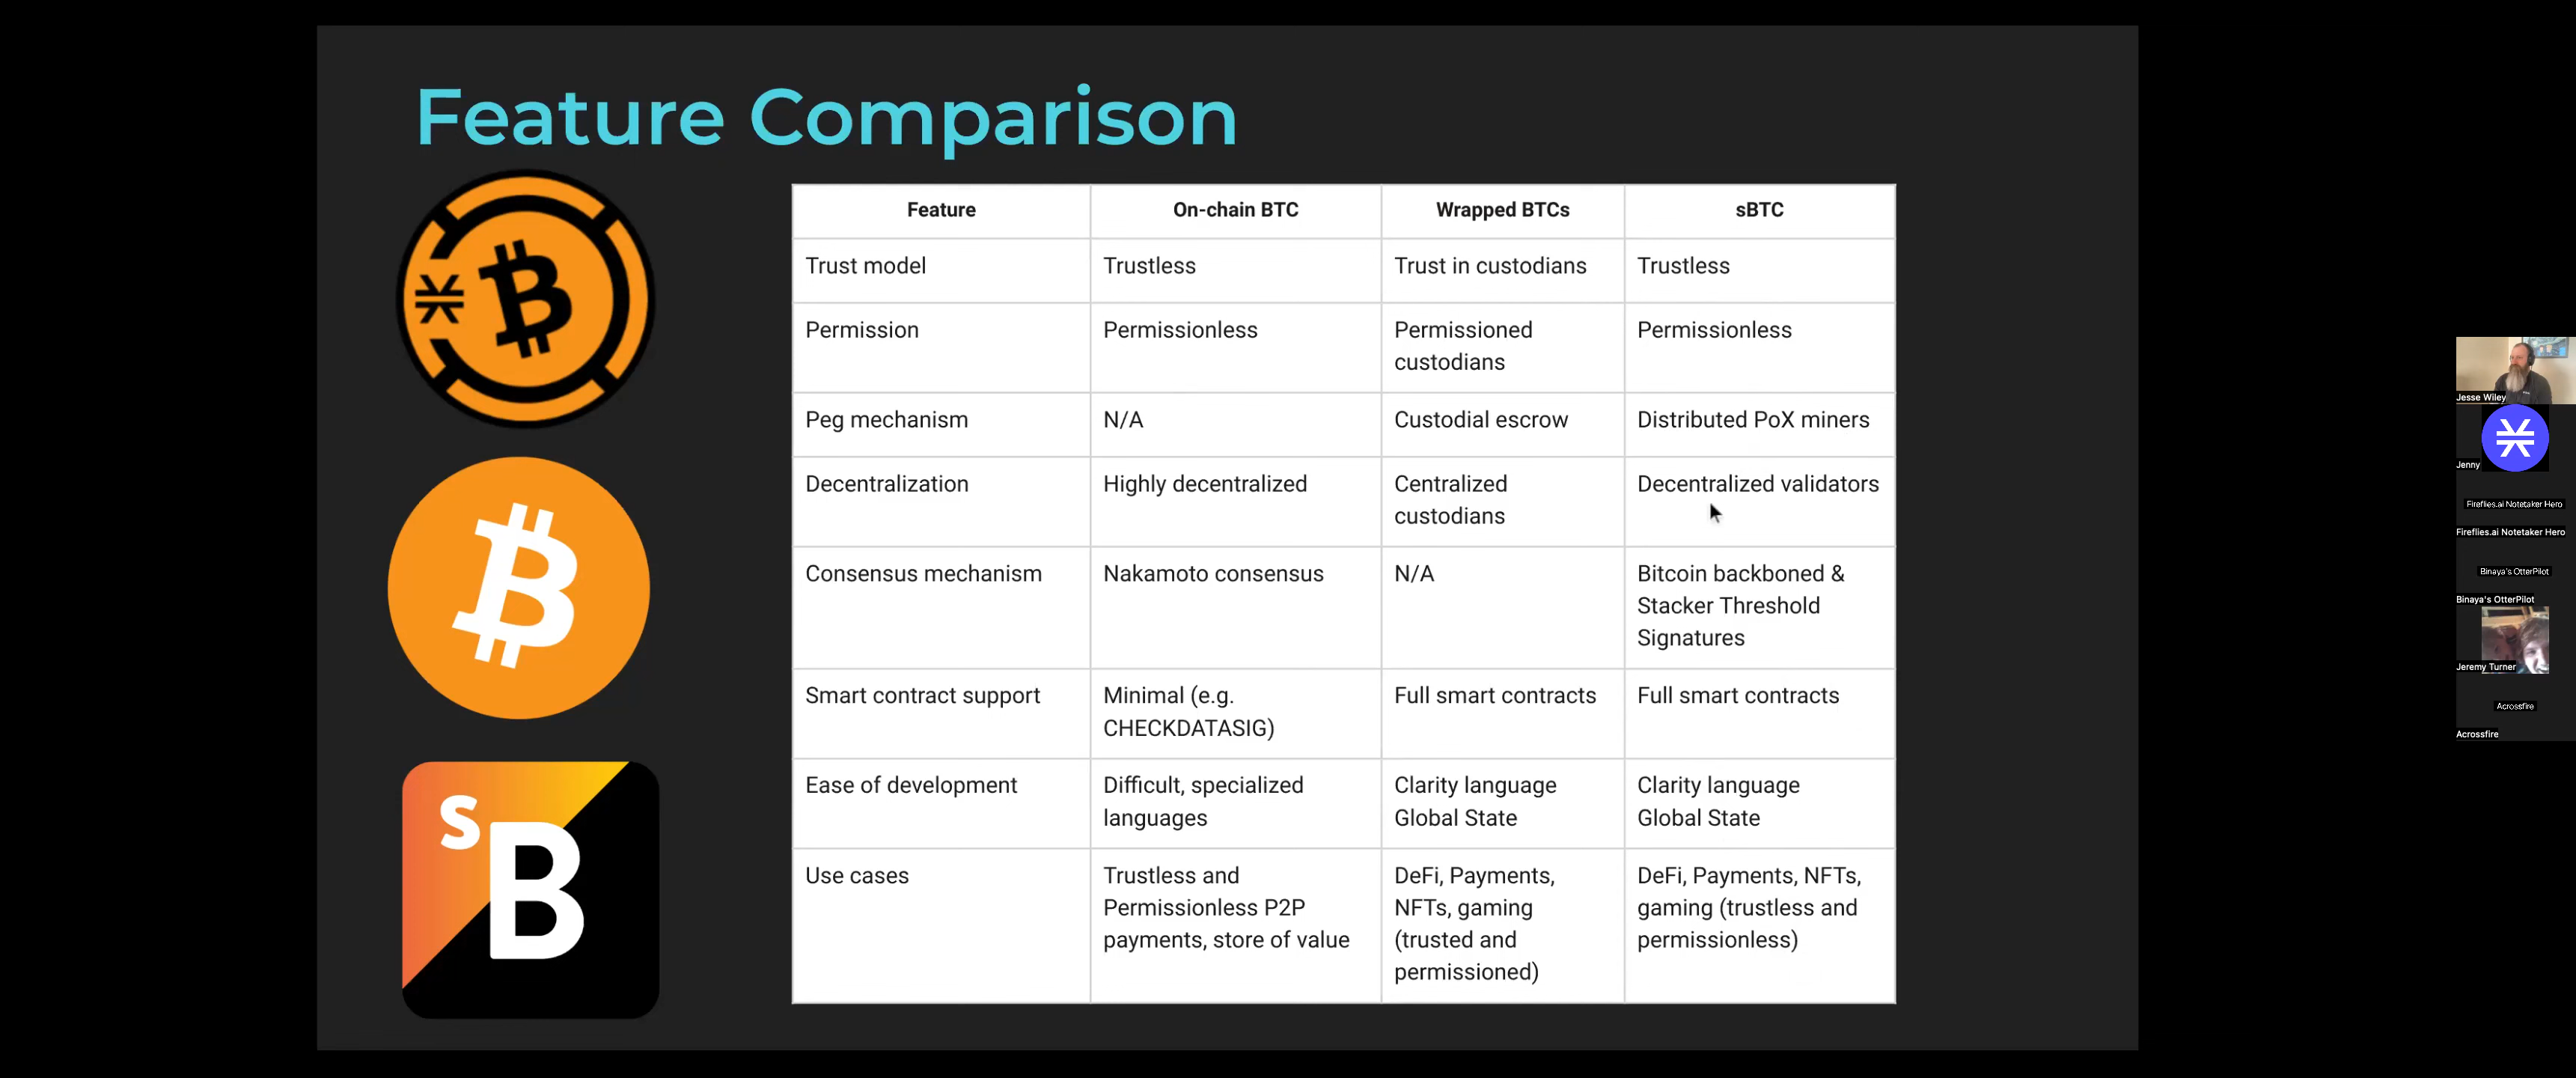 Feature Comparison
Feature On-chain BTC Wrapped BTCs sBTC
Trust model Trustless Trust in custodians Trustless
Permission Permissionless Permissioned Permissionless
custodians
Peg mechanism N/A Custodial escrow Distributed PoX miners
Decentralization Highly decentralized Centralized Decentralized validators
custodians
Consensus mechanism Nakamoto consensus N/A Bitcoin backboned &
Stacker Threshold
Signatures
Smart contract support Minimal (e.g. Full smart contracts Full smart contracts
CHECKDATASIG)
Ease of development Difficult, specialized Clarity language Clarity language
languages Global State Global State
Use cases Trustless and DeFi, Payments, DeFi, Payments, NFTs,
Permissionless P2P NFTs, gaming gaming (trustless and
payments, store of value (trusted and permissionless)
permissioned)
sB
Jesse Wiley
Jenny
Fireflies.ai Notetaker Hero
Fireflies.ai Notetaker Hero
Binaya's OtterPilot
Binaya's OtterPilot
Jeremy Turner
Acrossfire
Acrossfire